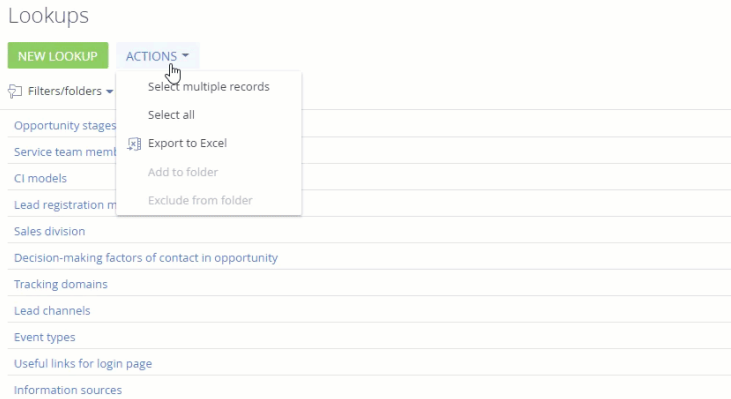 Lookups
NEW LOOKUP ACTIONS
Filters/folders
Select multiple records
Select all
Export to Excel
Add to folder
Exclude from folder
Opportunity stages
Service team
CI models
Lead registration
Sales division
Decision-making factors of contact in opportunity
Tracking domains
Lead channels
Event types
Useful links for login page
Information sources